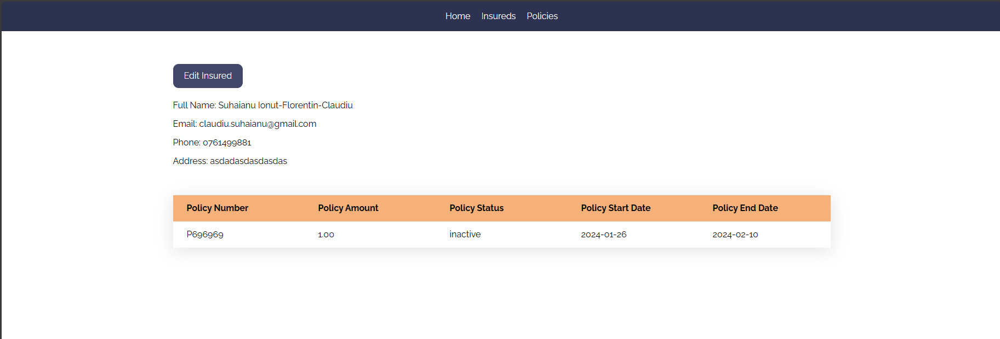 Home Insureds Policies
Edit Insured
Full Name: Suhaianu Ionut-Florentin-Claudiu
Email: claudiu.suhaianu@gmail.com
Phone: 0761499881
Address: asdadasdasdasdas
Policy Number Policy Amount Policy Status Policy Start Date Policy End Date
P696969 1.00 inactive 2024-01-26 2024-02-10